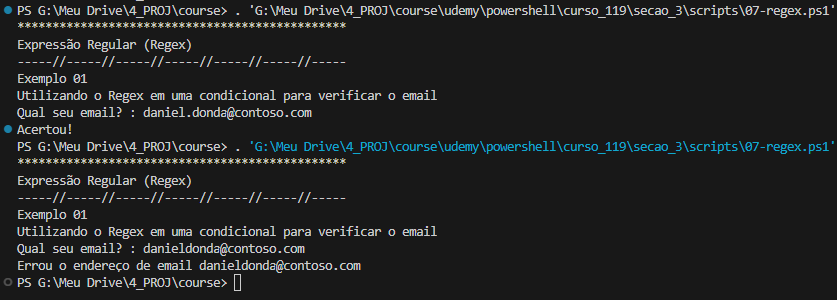 PS G:\Meu Drive\4_PROJ\course> . 'G:\Meu Drive\4_PROJ\course\udemy\powershell\curso_119\secao_3\scripts\07-regex.ps1'
***********************************************
Expressão Regular (Regex)
-----//-----//-----//-----//-----//-----//-----
Exemplo 01
Utilizando o Regex em uma condicional para verificar o email
Qual seu email? : daniel.donda@contoso.com
Acertou!
PS G:\Meu Drive\4_PROJ\course> . 'G:\Meu Drive\4_PROJ\course\udemy\powershell\curso_119\secao_3\scripts\07-regex.ps1'
***********************************************
Expressão Regular (Regex)
-----//-----//-----//-----//-----//-----//-----
Exemplo 01
Utilizando o Regex em uma condicional para verificar o email
Qual seu email? : danieldonda@contoso.com
Errou o endereço de email danieldonda@contoso.com
PS G:\Meu Drive\4_PROJ\course>